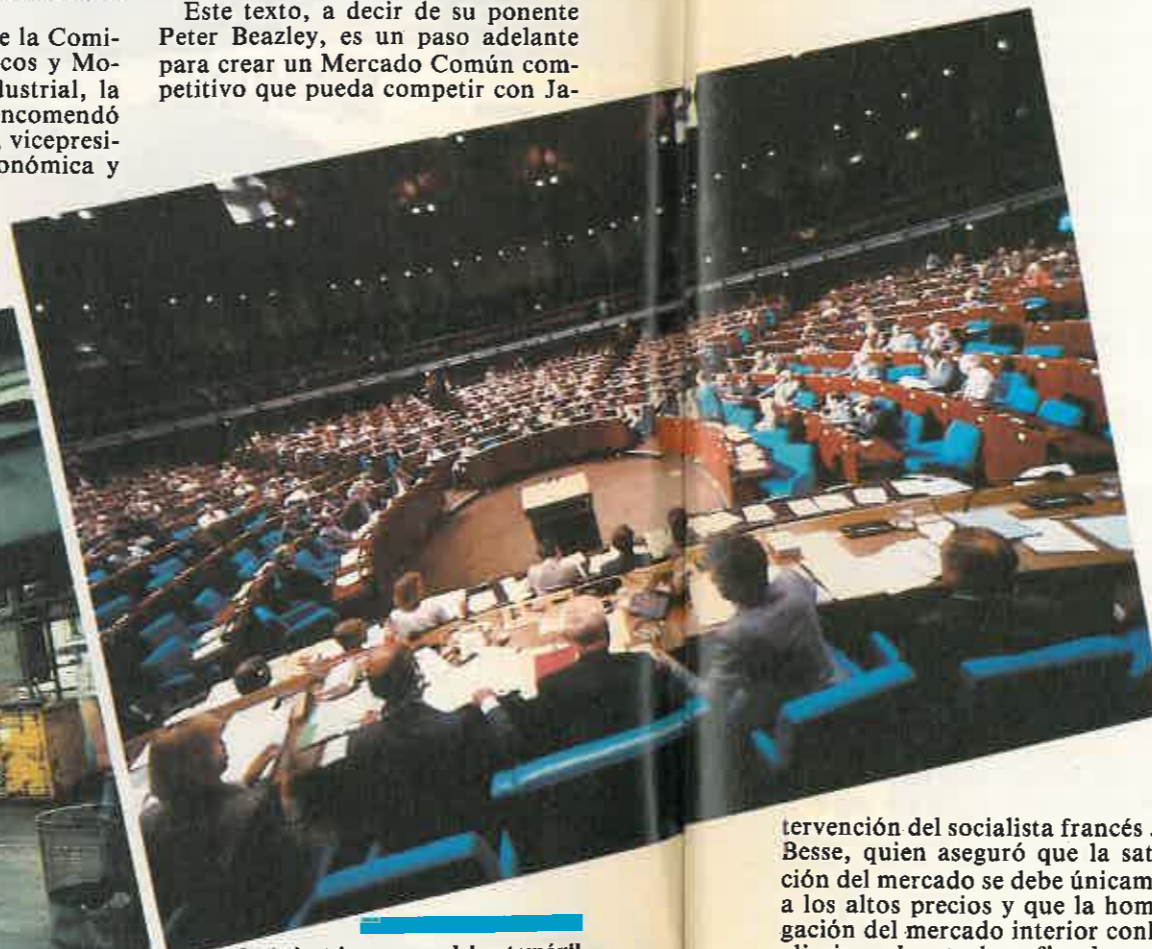 e la Comi-
cos y Mo-
dustrial, la
ncomendó
vicepresi-
onómica y
Este texto, a decir de su ponente
Peter Beazley, es un paso adelante
para crear un Mercado Común com-
petitivo que pueda competir con Ja-
tervención del socialista francés
Besse, quien aseguró que la sat
ción del mercado se debe únicam
a los altos precios y que la hom
gación del mercado interior con